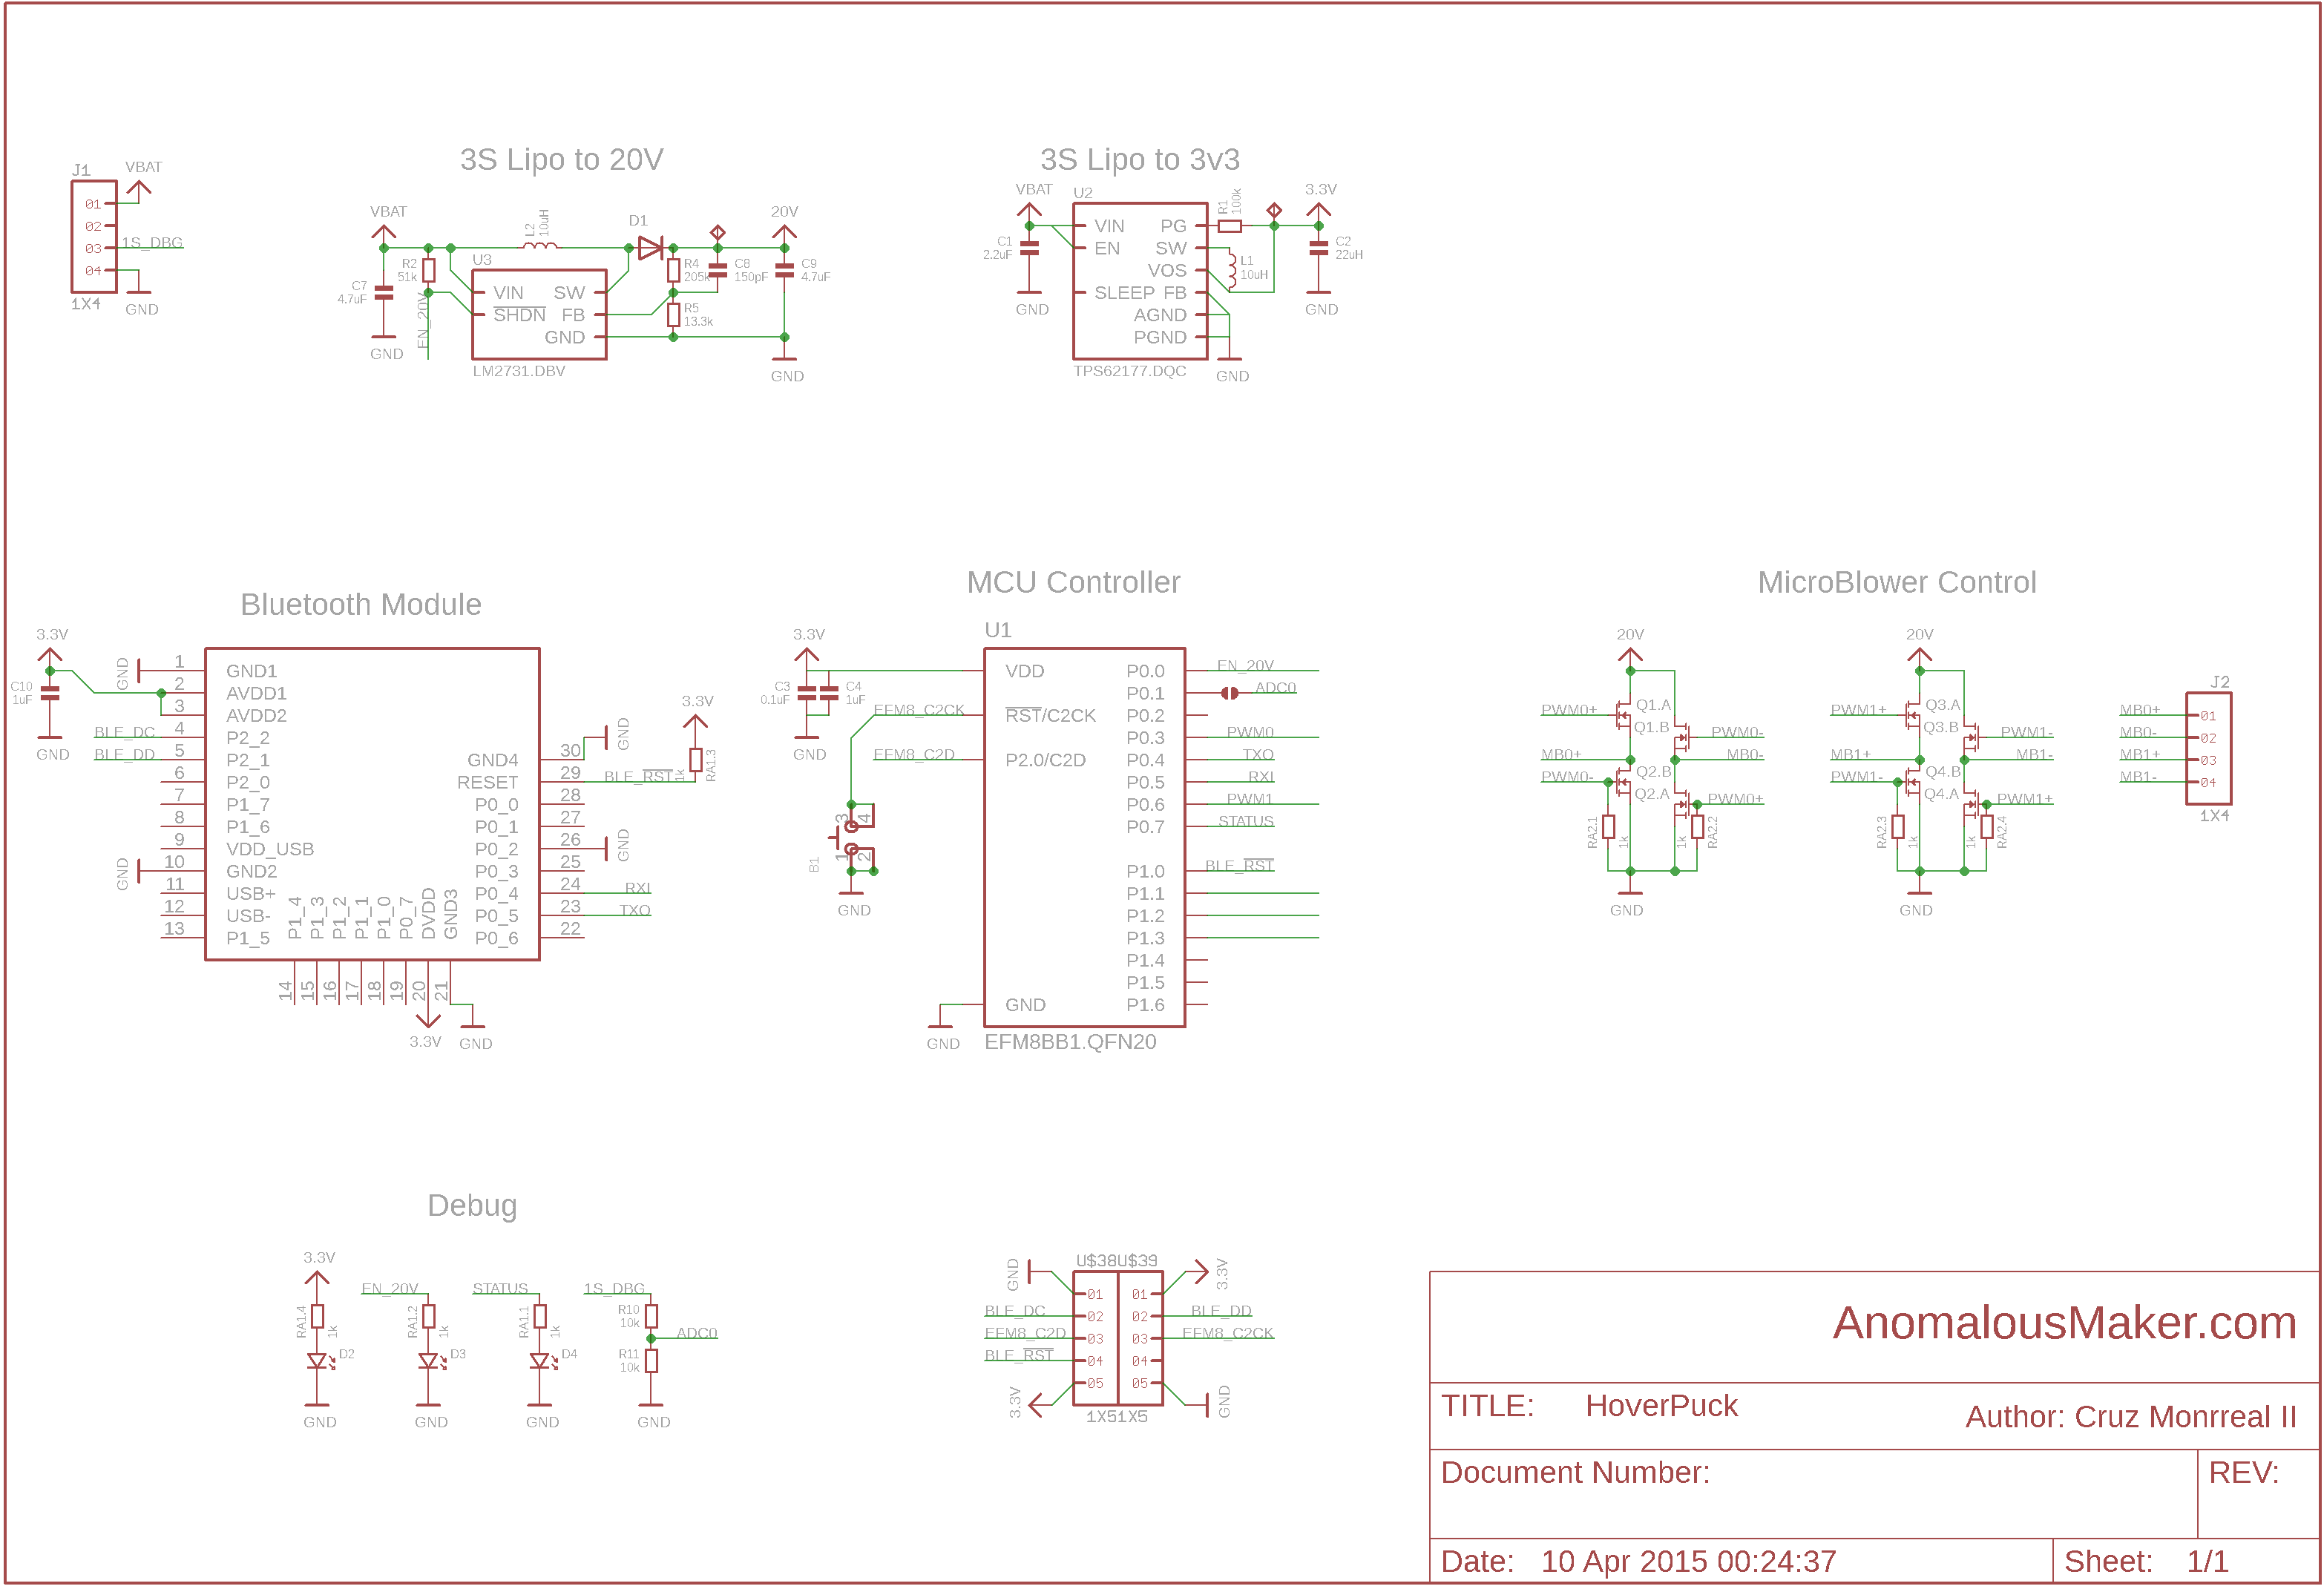 3S Lipo to 20V
3S Lipo to 3v3
J1
VBAT
01
02
03
04
1S_DBG
1X4
GND
VBAT
C7
4.7uF
GND
R2
51k
EN_20V
L2
10uH
U3
VIN
SHDN
SW
FB
GND
LM2731.DBV
D1
R4
205k
R5
13.3k
C8
150pF
20V
C9
4.7uF
GND
VBAT
C1
2.2uF
GND
U2
VIN
EN
SLEEP
PG
SW
VOS
FB
AGND
PGND
TPS62177.DQC
R1
100k
L1
10uH
GND
3.3V
C2
22uH
GND
Bluetooth Module
3.3V
C10
1uF
GND
GND
BLE_DC
BLE_DD
GND
1 GND1
2 AVDD1
3 AVDD2
4 P2_2
5 P2_1
6 P2_0
7 P1_7
8 P1_6
9 VDD_USB
10 GND2
11 USB+
12 USB-
13 P1_5
P1_4 14
P1_3 15
P1_2 16
P1_1 17
P1_0 18
P0_7 19
DVDD 20
GND3 21
3.3V
GND
GND4 30
RESET 29
P0_0 28
P0_1 27
P0_2 26
P0_3 25
P0_4 24
P0_5 23
P0_6 22
GND
BLE_RST
3.3V
1k
RA1.3
GND
RXI
TXO
MCU Controller
3.3V
C3
0.1uF
C4
1uF
GND
EFM8_C2CK
EFM8_C2D
B1
3
4
1
2
GND
GND
U1
VDD
RST/C2CK
P2.0/C2D
GND
P0.0
P0.1
P0.2
P0.3
P0.4
P0.5
P0.6
P0.7
P1.0
P1.1
P1.2
P1.3
P1.4
P1.5
P1.6
EFM8BB1.QFN20
EN_20V
ADC0
PWM0
TXO
RXI
PWM1
STATUS
BLE_RST
MicroBlower Control
20V
PWM0+
Q1.A
Q1.B
PWM0-
MB0+
MB0-
PWM0-
Q2.B
Q2.A
PWM0+
RA2.1
1k
1k
RA2.2
GND
20V
PWM1+
Q3.A
Q3.B
PWM1-
MB1+
MB1-
PWM1-
Q4.B
Q4.A
PWM1+
RA2.3
1k
1k
RA2.4
GND
J2
MB0+ 01
MB0- 02
MB1+ 03
MB1- 04
1X4
Debug
3.3V
RA1.4
1k
D2
GND
EN_20V
RA1.2
1k
D3
GND
STATUS
RA1.1
1k
D4
GND
1S_DBG
R10
10k
ADC0
R11
10k
GND
U$38U$39
GND 01 01 3.3V
BLE_DC 02 02 BLE_DD
EFM8_C2D 03 03 EFM8_C2CK
BLE_RST 04 04
3.3V 05 05 GND
1X51X5
AnomalousMaker.com
TITLE: HoverPuck
Author: Cruz Monrreal II
Document Number:
REV:
Date: 10 Apr 2015 00:24:37
Sheet: 1/1